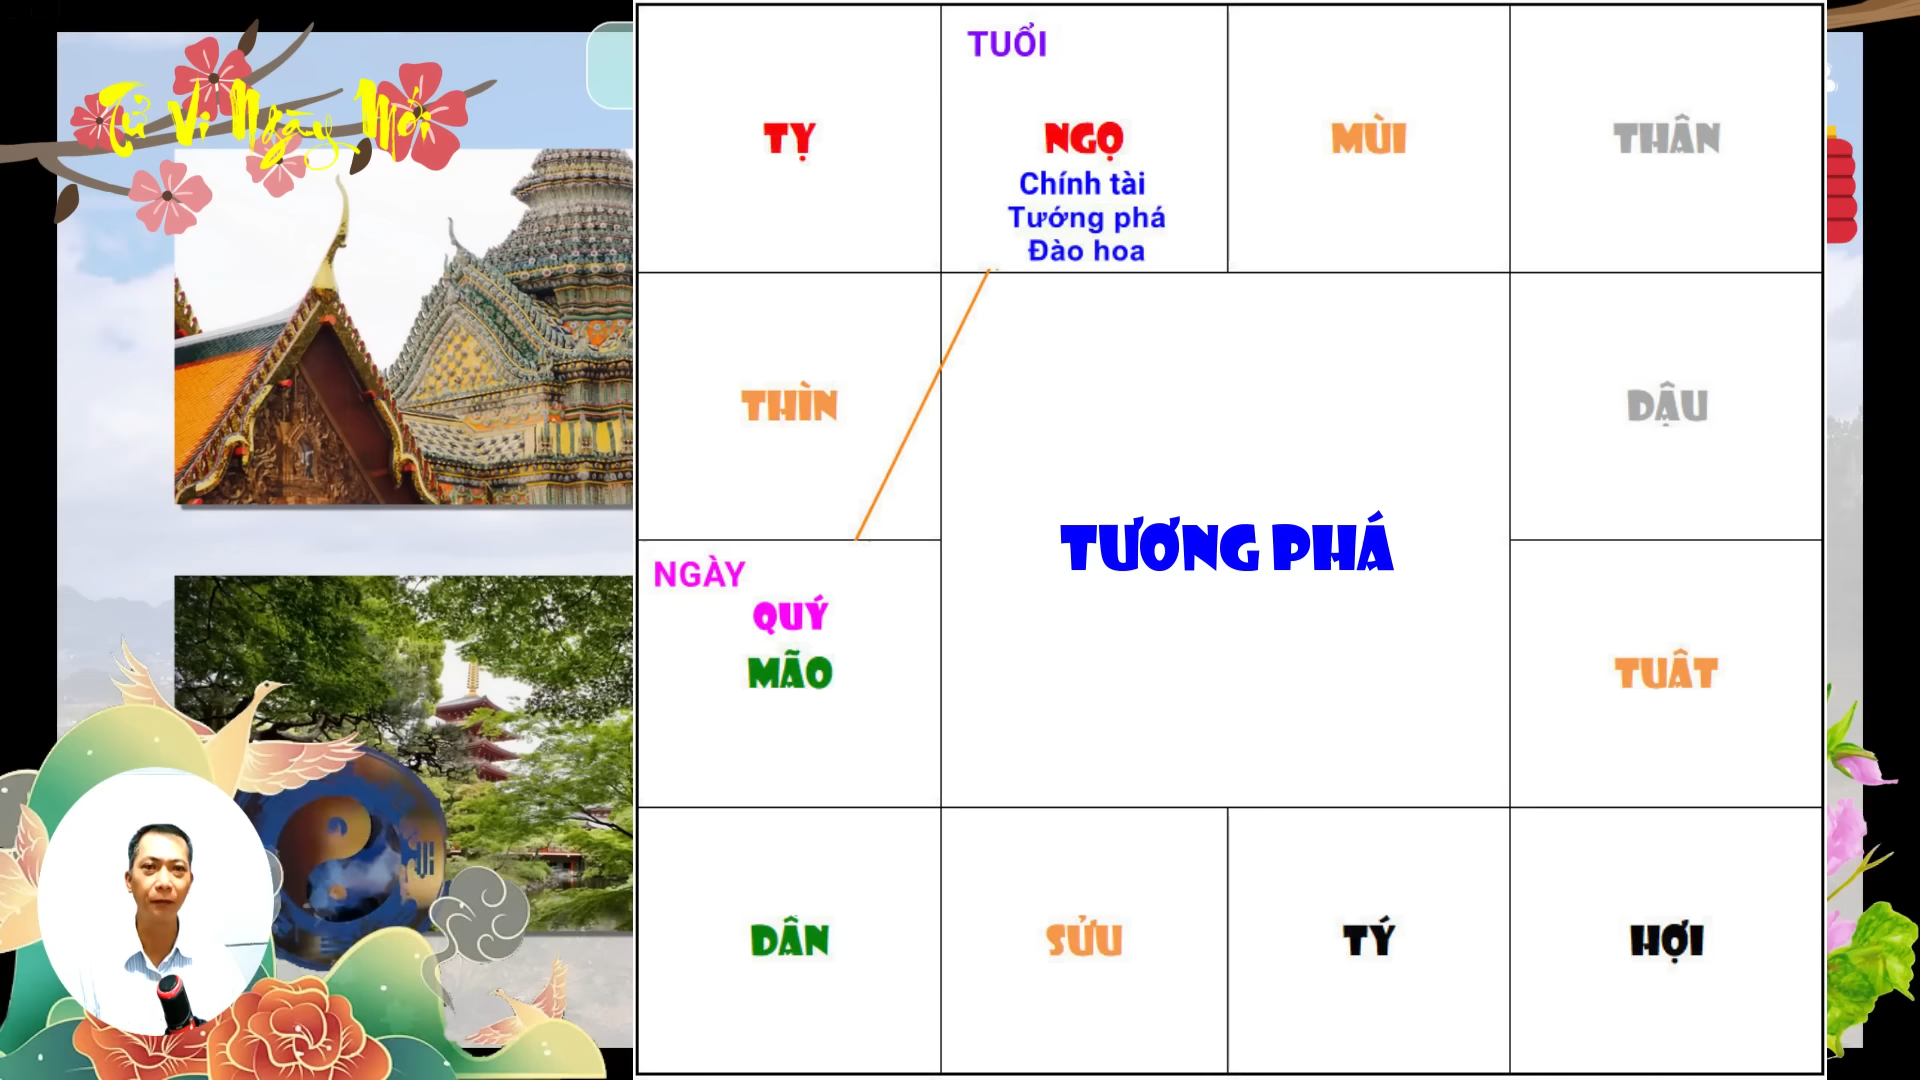 Tử Vi Ngày Mới
TUỔI
TỴ
NGỌ
MÙI
THÂN
Chính tài
Tướng phá
Đào hoa
THÌN
DẬU
TƯƠNG PHÁ
NGÀY
QUÝ
MÃO
TUẤT
DẦN
SỬU
TÝ
HỢI